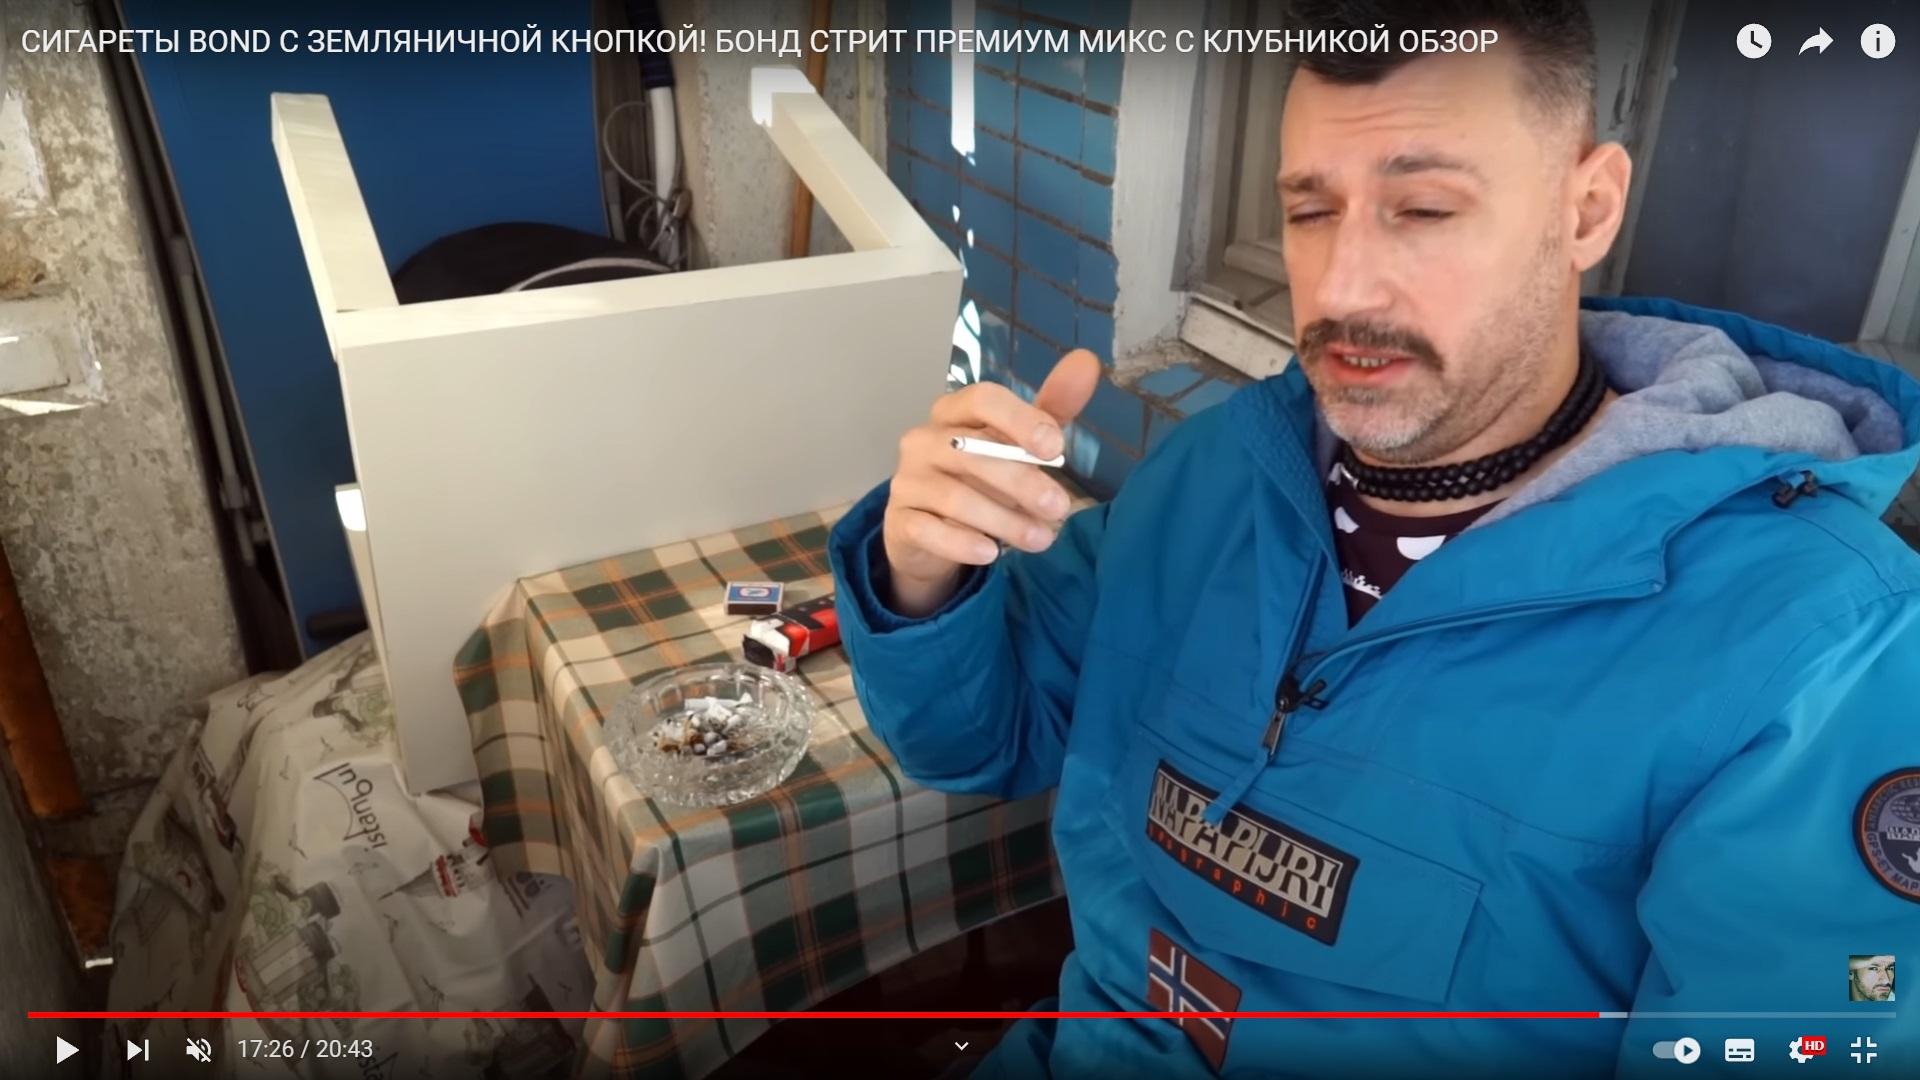 СИГАРЕТЫ BOND С ЗЕМЛЯНИЧНОЙ КНОПКОЙ! БОНД СТРИТ ПРЕМИУМ МИКС С КЛУБНИКОЙ ОБЗОР
Istanbul
NAPAPIJRI
geographic
17:26 / 20:43
HD